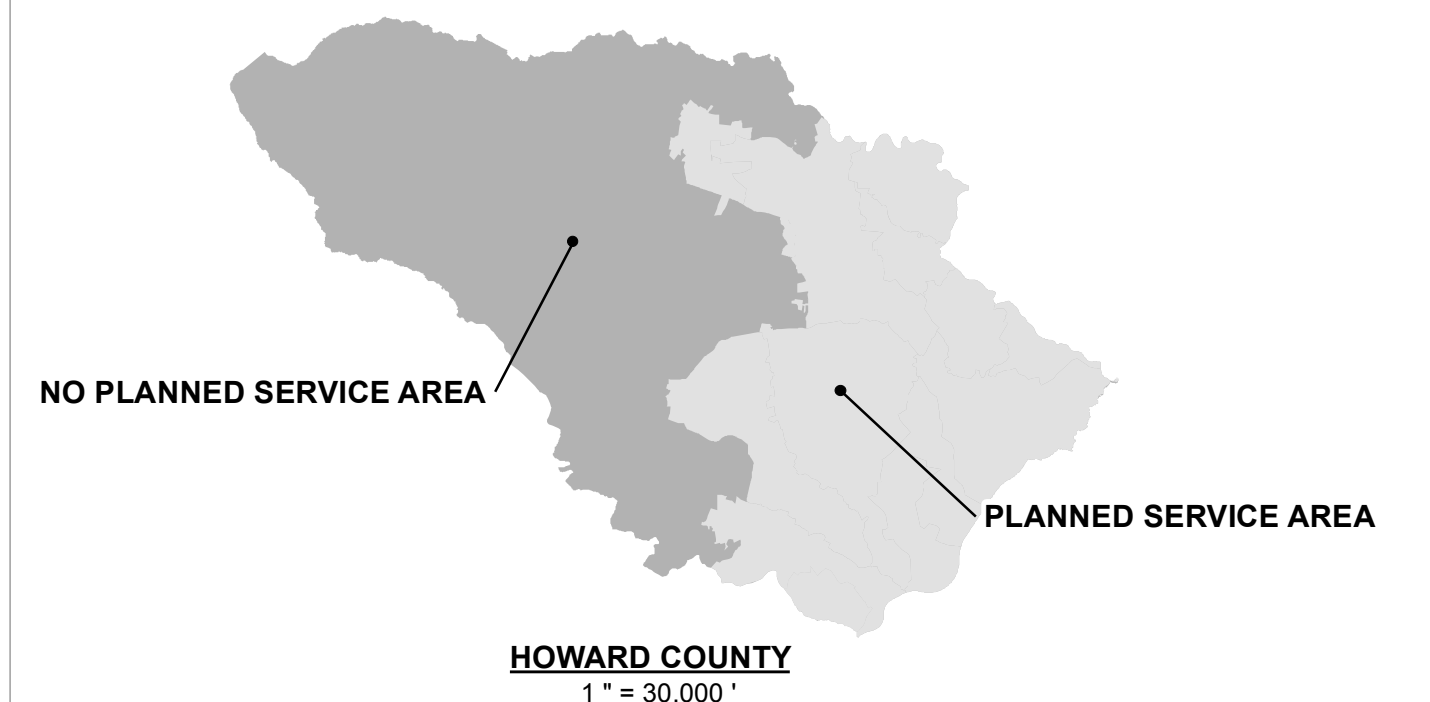 NO PLANNED SERVICE AREA
PLANNED SERVICE AREA
HOWARD COUNTY
1 " = 30,000 '